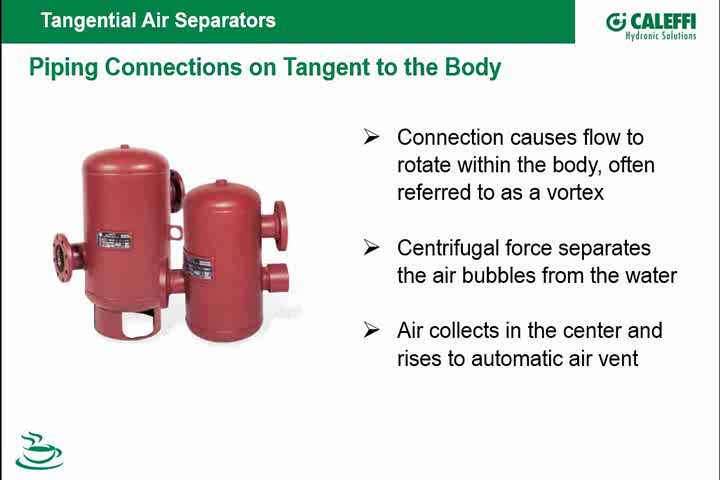 Tangential Air Separators
CALEFFI
Hydronic Solutions
Piping Connections on Tangent to the Body
➢ Connection causes flow to
rotate within the body, often
referred to as a vortex
➢ Centrifugal force separates
the air bubbles from the water
➢ Air collects in the center and
rises to automatic air vent